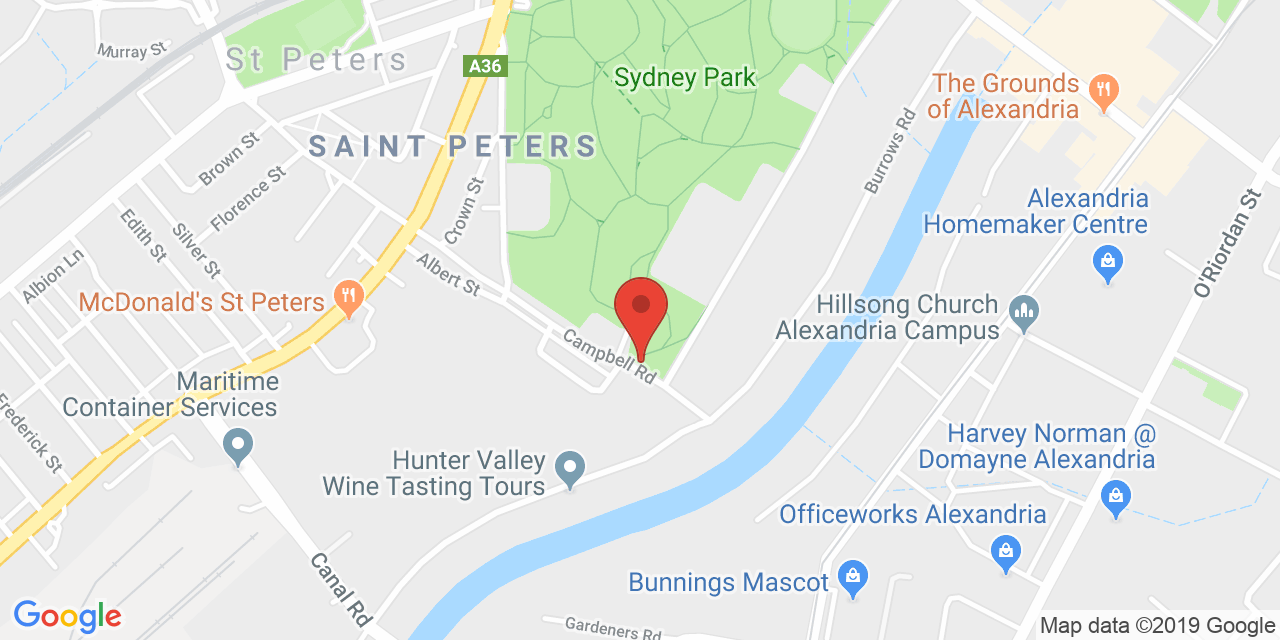 Murray St
St Peters
A36
Sydney Park
The Grounds
of Alexandria
SAINT PETERS
Brown St
Burrows Rd
Florence St
Crown St
Alexandria
Homemaker Centre
O'Riordan St
Edith St
Silver St
Albion Ln
Albert St
McDonald's St Peters
Hillsong Church
Alexandria Campus
Campbell Rd
Maritime
Container Services
Frederick St
Harvey Norman @
Domayne Alexandria
Hunter Valley
Wine Tasting Tours
Officeworks Alexandria
Canal Rd
Bunnings Mascot
Google
Gardeners Rd
Map data ©2019 Google